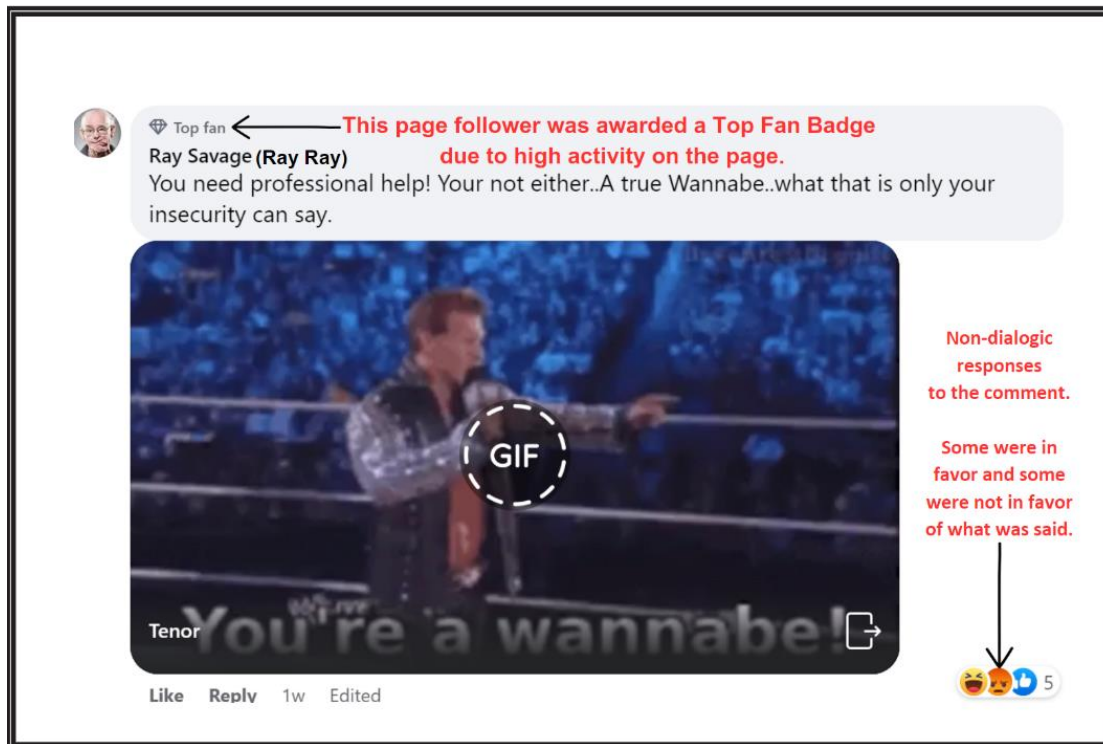 Top fan
This page follower was awarded a Top Fan Badge
due to high activity on the page.
Ray Savage (Ray Ray)
You need professional help! Your not either..A true Wannabe..what that is only your
insecurity can say.
GIF
You're a wannabe!
Tenor
Non-dialogic
responses
to the comment.
Some were in
favor and some
were not in favor
of what was said.
Like Reply 1w Edited
5